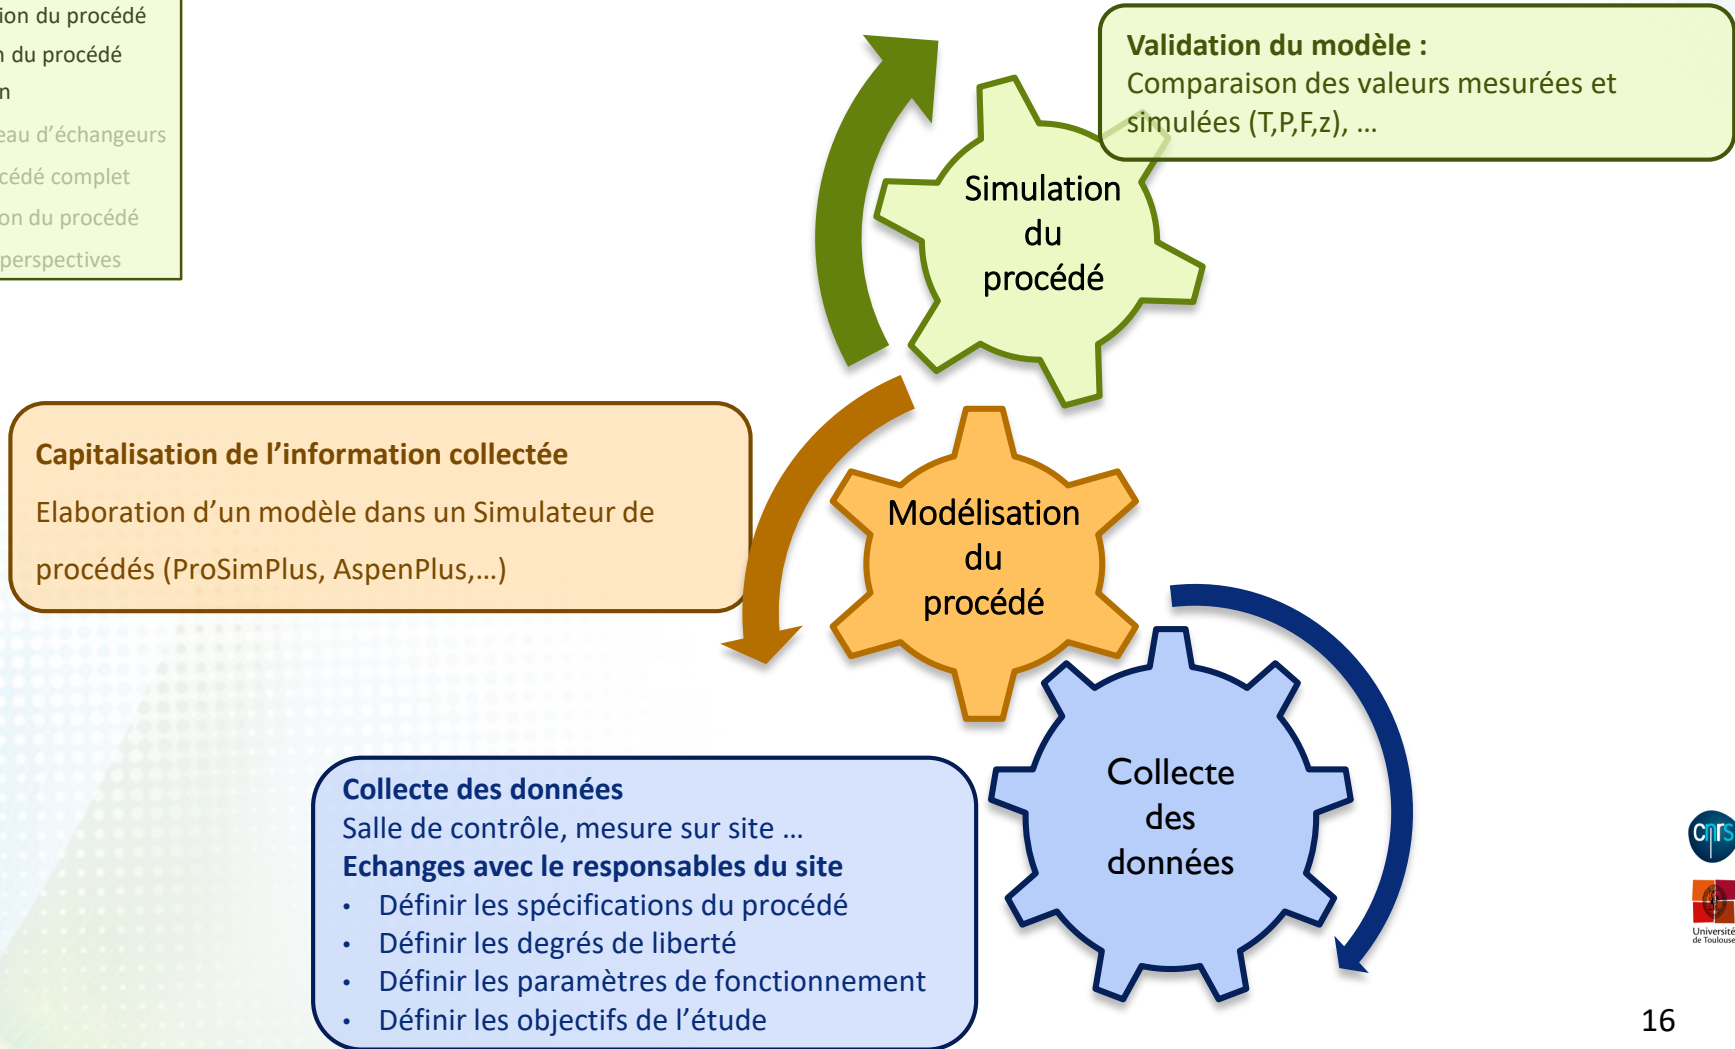 ion du procédé
n du procédé
n
eau d'échangeurs
cédé complet
ion du procédé
perspectives
Validation du modèle :
Comparaison des valeurs mesurées et
simulées (T,P,F,z), …
Simulation
du
procédé
Capitalisation de l'information collectée
Elaboration d'un modèle dans un Simulateur de
procédés (ProSimPlus, AspenPlus,…)
Modélisation
du
procédé
Collecte des données
Salle de contrôle, mesure sur site …
Echanges avec le responsables du site
• Définir les spécifications du procédé
• Définir les degrés de liberté
• Définir les paramètres de fonctionnement
• Définir les objectifs de l'étude
Collecte
des
données
cnrs
Université
de Toulouse
16